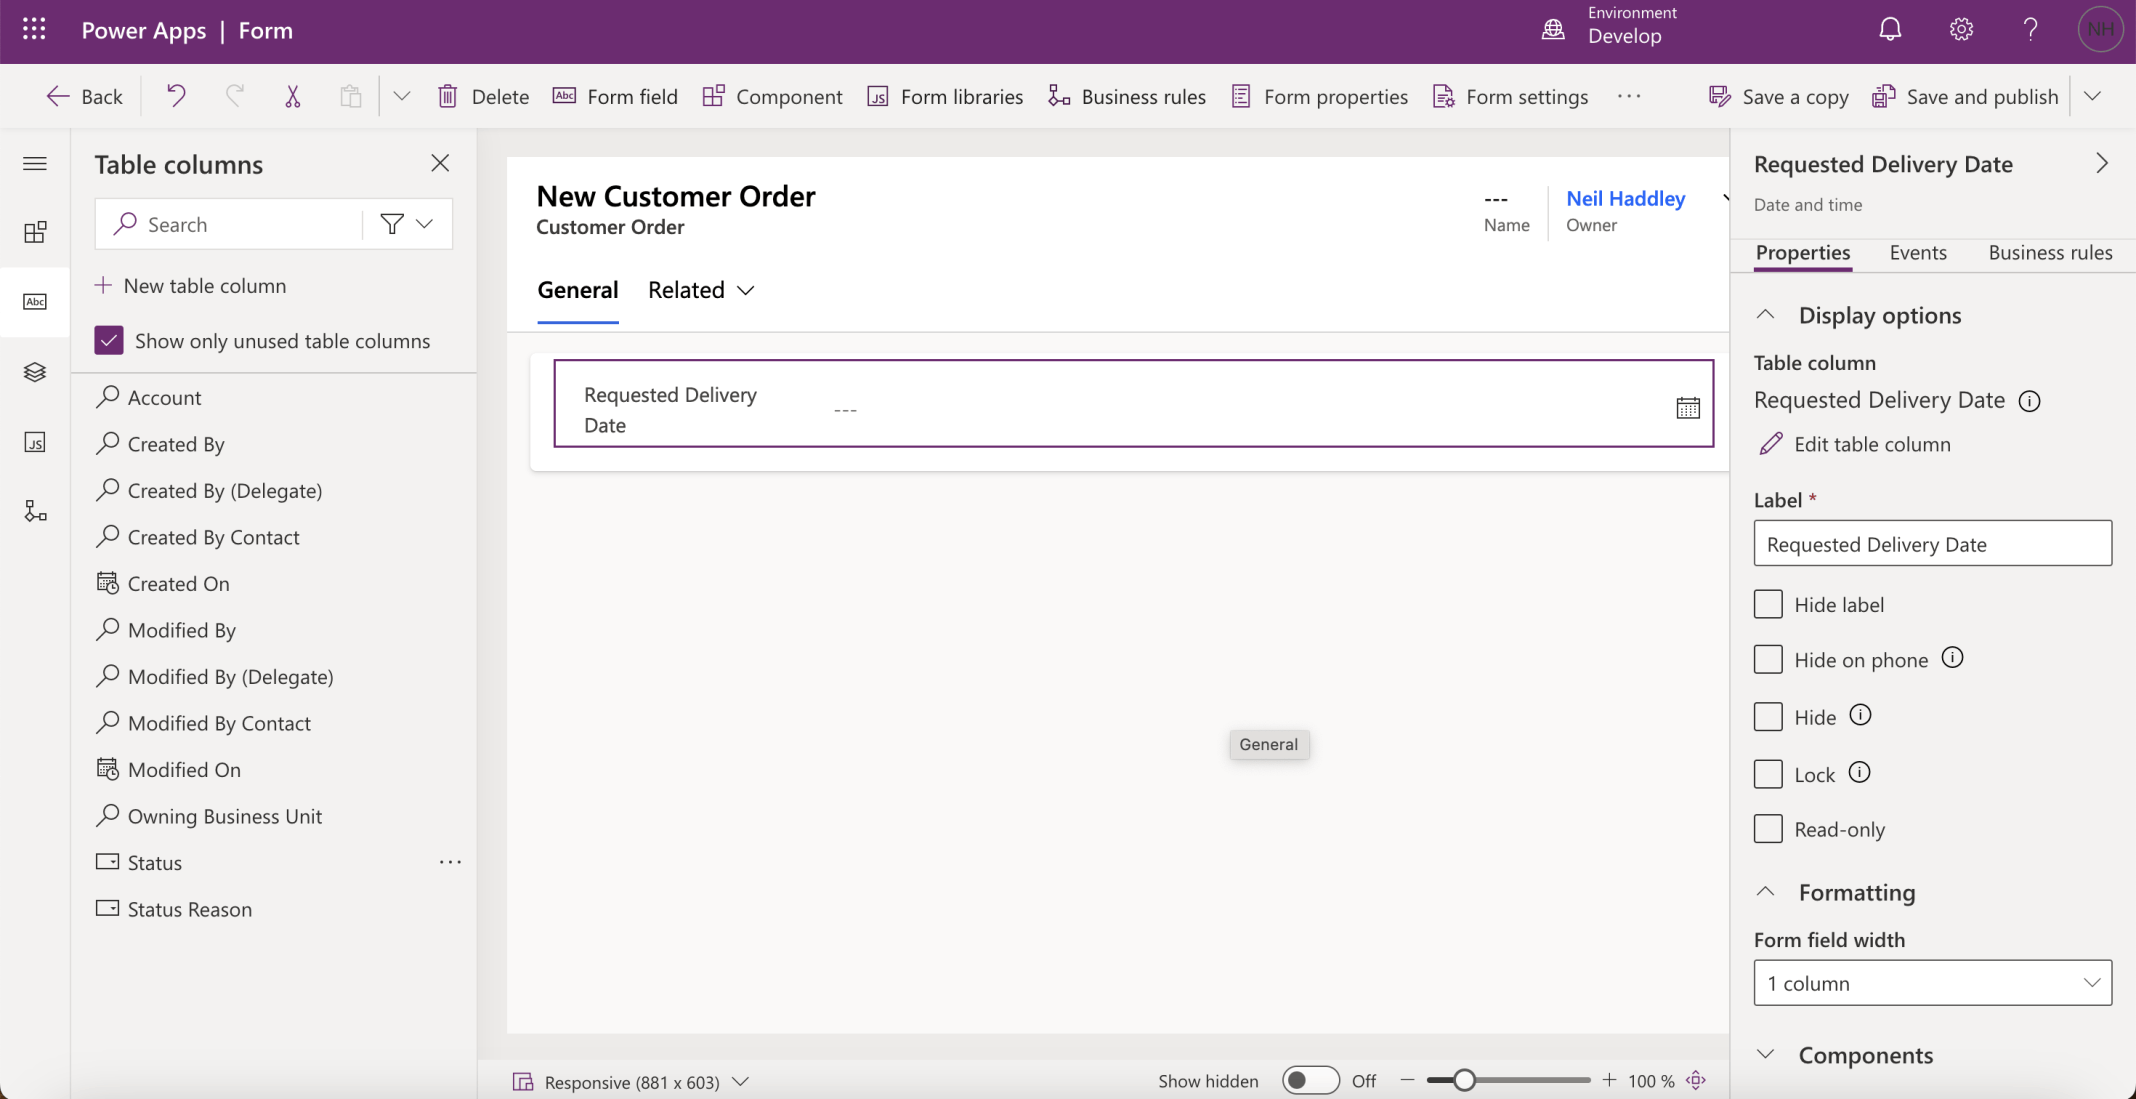 Power Apps | Form
Environment
Develop
NH
Back
Delete
Abc
Form field
Component
JS
Form libraries
Business rules
Form properties
Form settings
Save a copy
Save and publish
Table columns
Search
New table column
Show only unused table columns
Abc
JS
Account
Created By
Created By (Delegate)
Created By Contact
Created On
Modified By
Modified By (Delegate)
Modified By Contact
Modified On
Owning Business Unit
Status
Status Reason
New Customer Order
Customer Order
---
Name
Neil Haddley
Owner
General
Related
Requested Delivery
Date
---
General
Responsive (881 x 603)
Show hidden
Off
100 %
Requested Delivery Date
Date and time
Properties
Events
Business rules
Display options
Table column
Requested Delivery Date
Edit table column
Label *
Requested Delivery Date
Hide label
Hide on phone
Hide
Lock
Read-only
Formatting
Form field width
1 column
Components